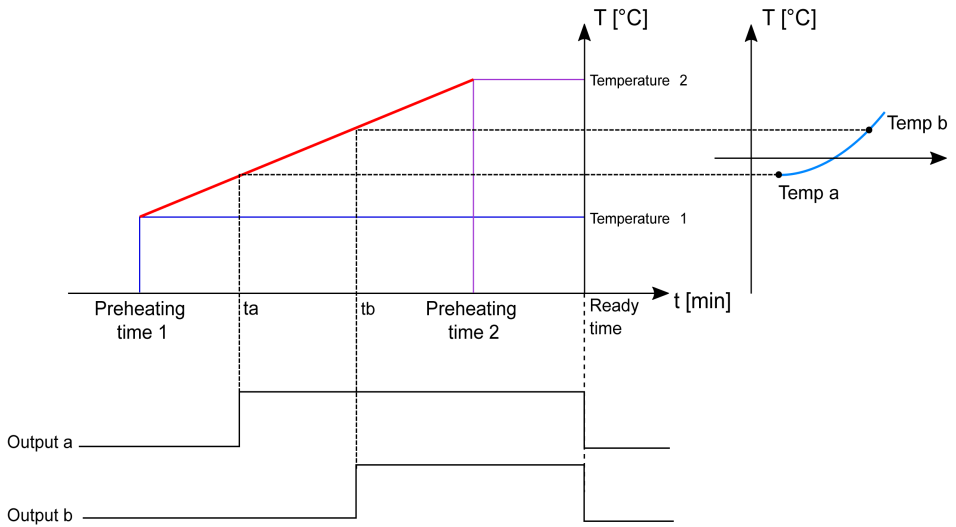 T [°C]
T [°C]
Temperature 2
Temp b
Temp a
Temperature 1
t [min]
Preheating
time 1
ta
tb
Preheating
time 2
Ready
time
Output a
Output b